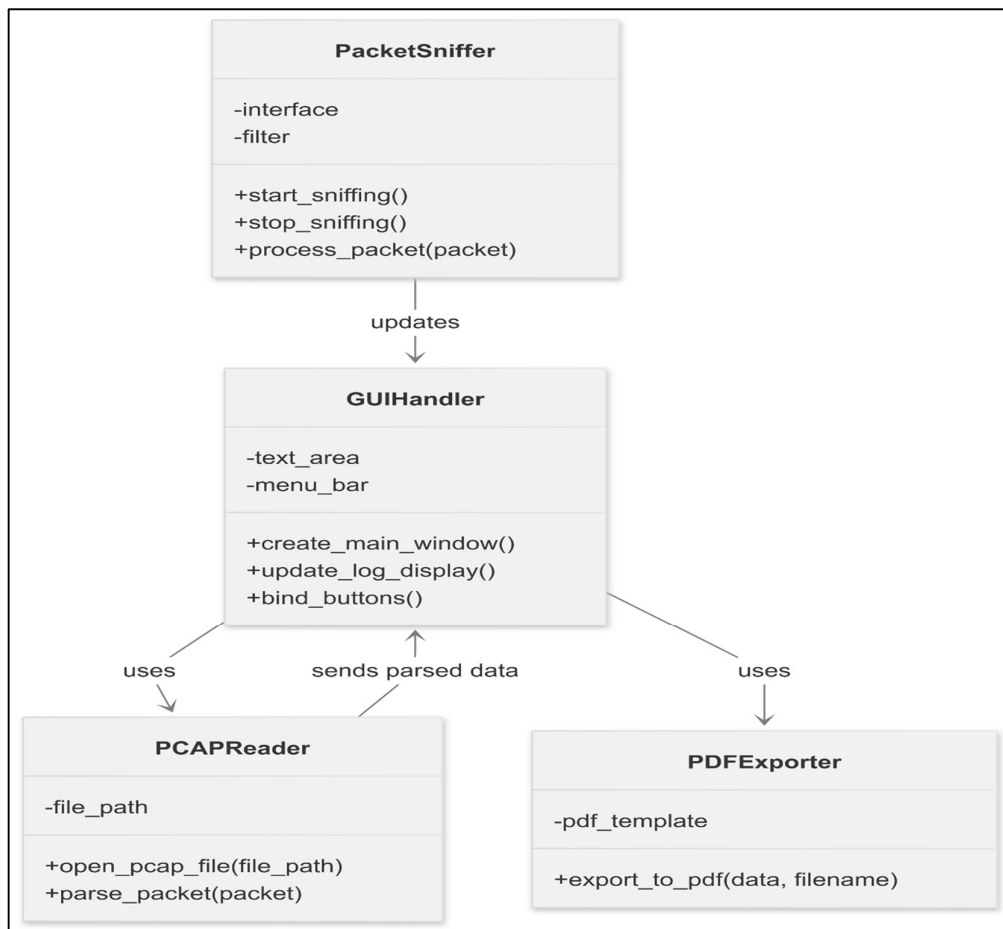 PacketSniffer
-interface
-filter
+start_sniffing()
+stop_sniffing()
+process_packet(packet)
updates
GUIHandler
-text_area
-menu_bar
+create_main_window()
+update_log_display()
+bind_buttons()
uses
sends parsed data
uses
PCAPReader
-file_path
+open_pcap_file(file_path)
+parse_packet(packet)
PDFExporter
-pdf_template
+export_to_pdf(data, filename)